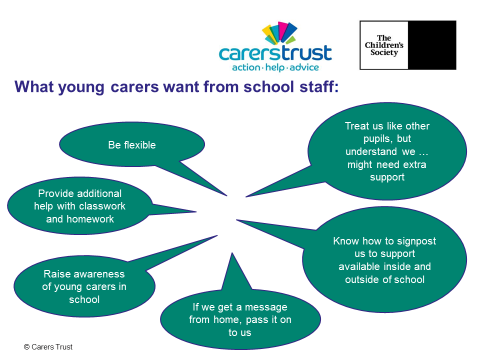 carerstrust
action·help·advice
The
Children's
Society
What young carers want from school staff:
Be flexible
Treat us like other
pupils, but
understand we ...
might need extra
support
Provide additional
help with classwork
and homework
Know how to signpost
us to support
available inside and
outside of school
Raise awareness
of young carers in
school
If we get a message
from home, pass it on
to us
© Carers Trust